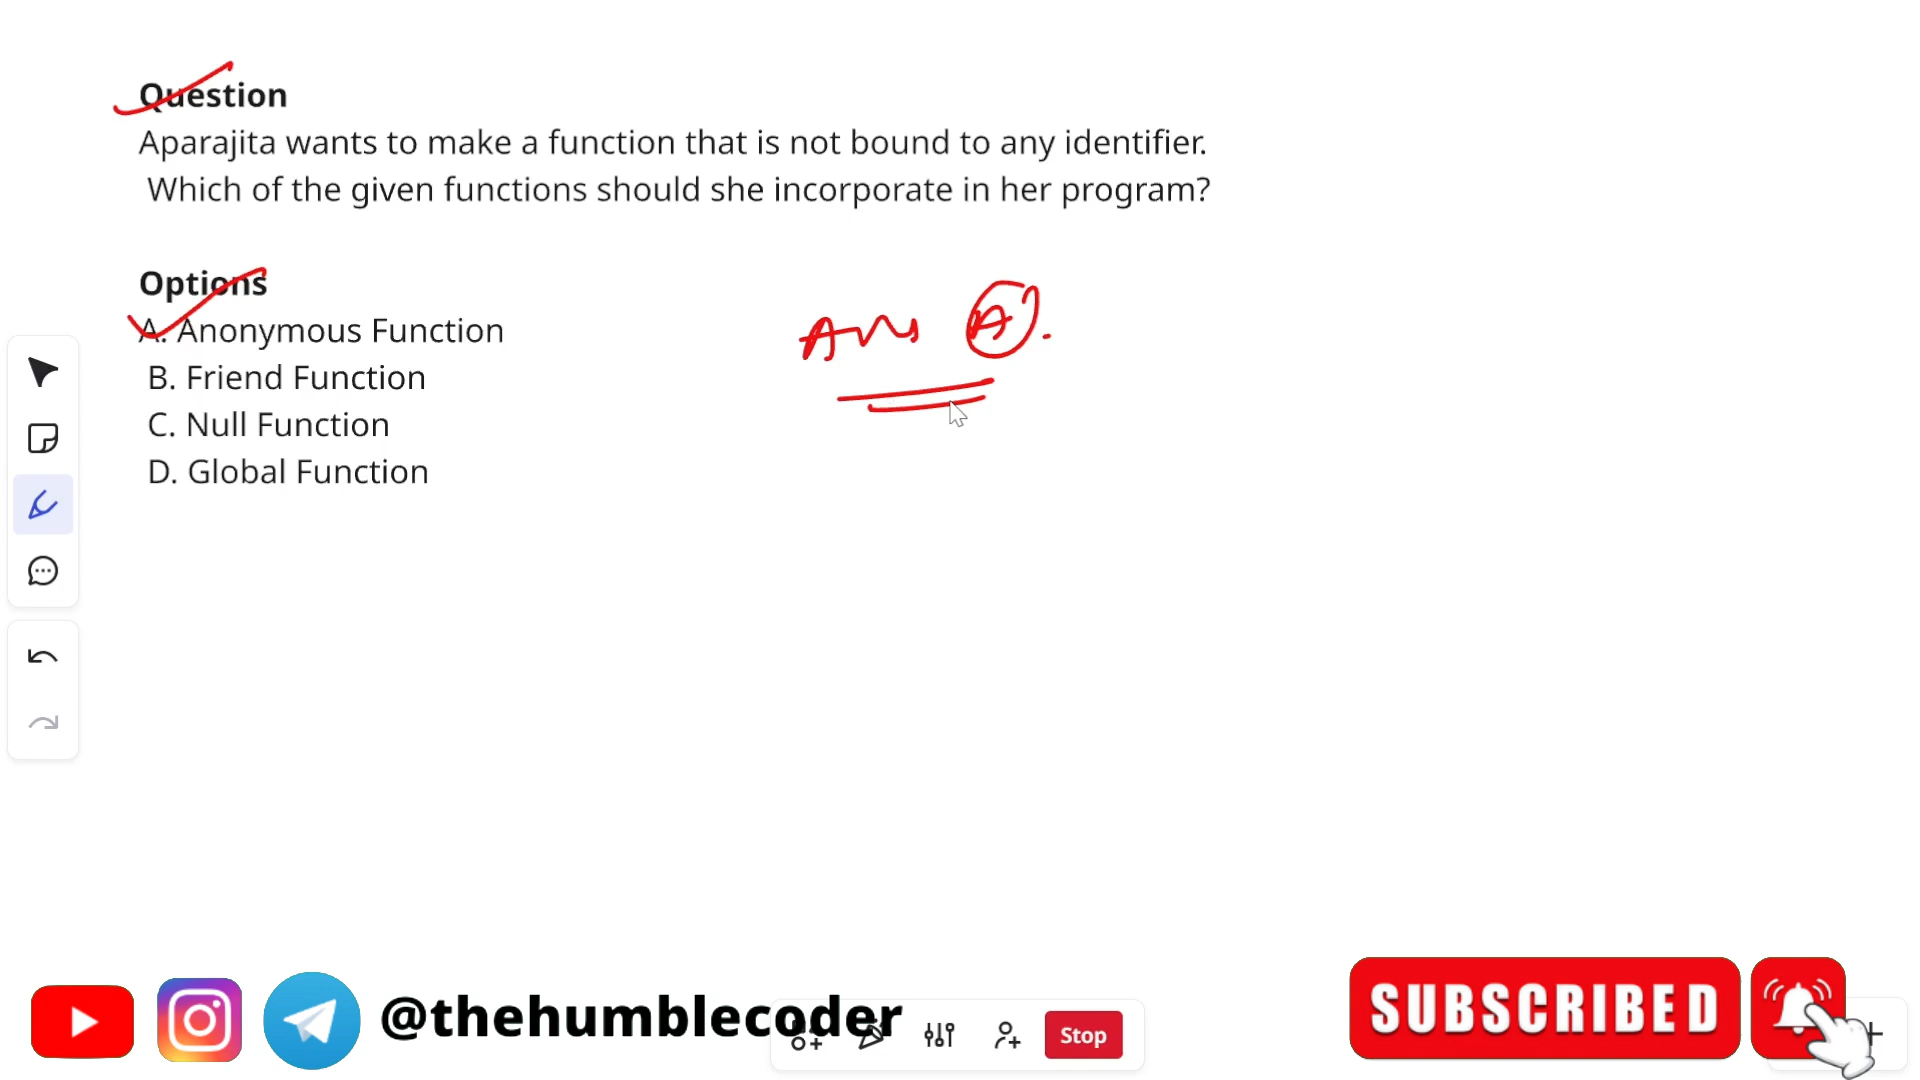 Question
Aparajita wants to make a function that is not bound to any identifier.
Which of the given functions should she incorporate in her program?
Options
A. Anonymous Function
B. Friend Function
C. Null Function
D. Global Function
Ans A.
@thehumblecoder
Stop
SUBSCRIBED